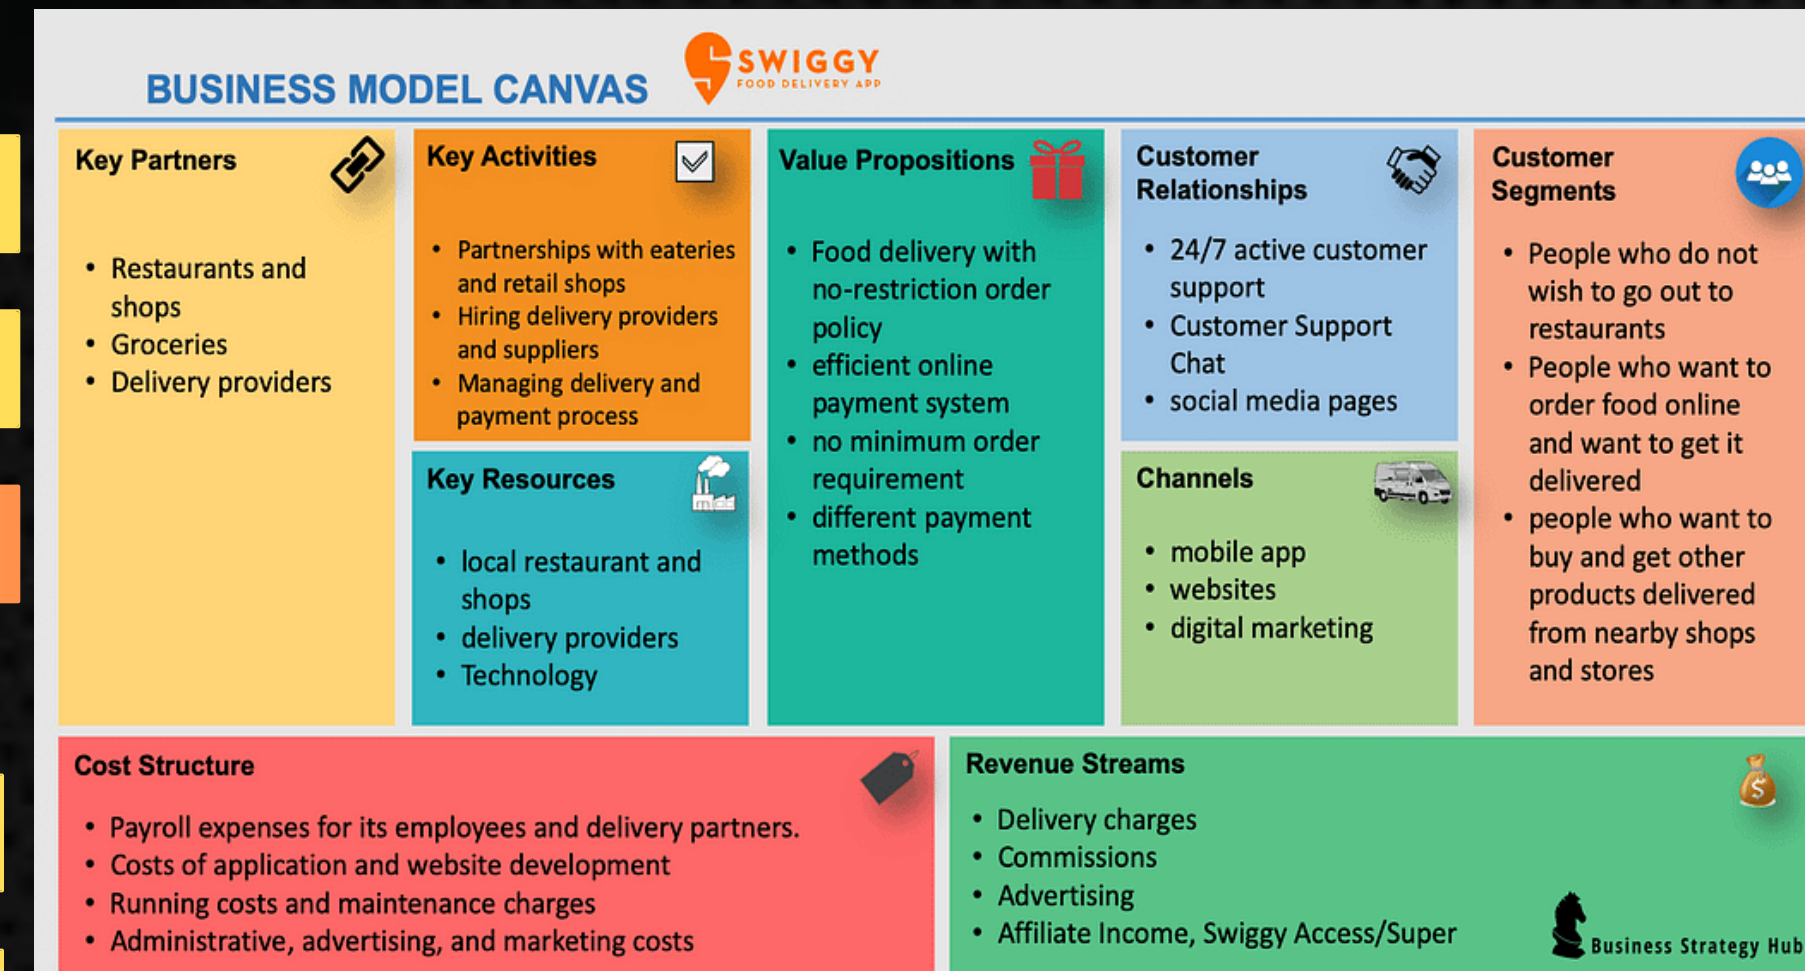 BUSINESS MODEL CANVAS
SWIGGY
FOOD DELIVERY APP
Key Partners
• Restaurants and
shops
• Groceries
• Delivery providers
Key Activities
• Partnerships with eateries
and retail shops
• Hiring delivery providers
and suppliers
• Managing delivery and
payment process
Key Resources
• local restaurant and
shops
• delivery providers
• Technology
Value Propositions
• Food delivery with
no-restriction order
policy
• efficient online
payment system
• no minimum order
requirement
• different payment
methods
Customer
Relationships
• 24/7 active customer
support
• Customer Support
Chat
• social media pages
Channels
• mobile app
• websites
• digital marketing
Customer
Segments
• People who do not
wish to go out to
restaurants
• People who want to
order food online
and want to get it
delivered
• people who want to
buy and get other
products delivered
from nearby shops
and stores
Cost Structure
• Payroll expenses for its employees and delivery partners.
• Costs of application and website development
• Running costs and maintenance charges
• Administrative, advertising, and marketing costs
Revenue Streams
• Delivery charges
• Commissions
• Advertising
• Affiliate Income, Swiggy Access/Super
Business Strategy Hub